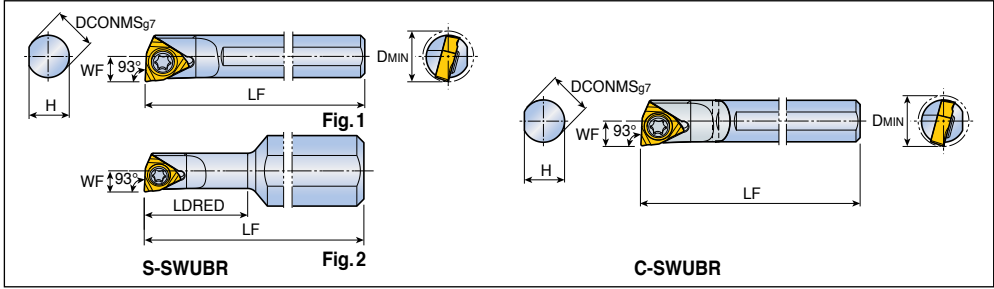 DCONMSg7
WF
93°
H
LF
DMIN
Fig.1
WF
93°
LDRED
LF
Fig.2
S-SWUBR
DCONMSg7
WF
93°
H
LF
DMIN
C-SWUBR